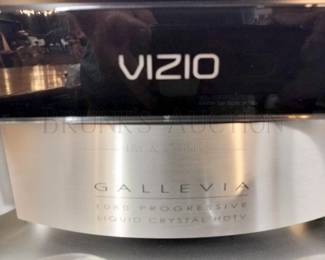 VIZIO
BRUNK'S AUCTION
GALLEVIA
1080 PROGRESSIVE
LIQUID CRYSTAL HDTV